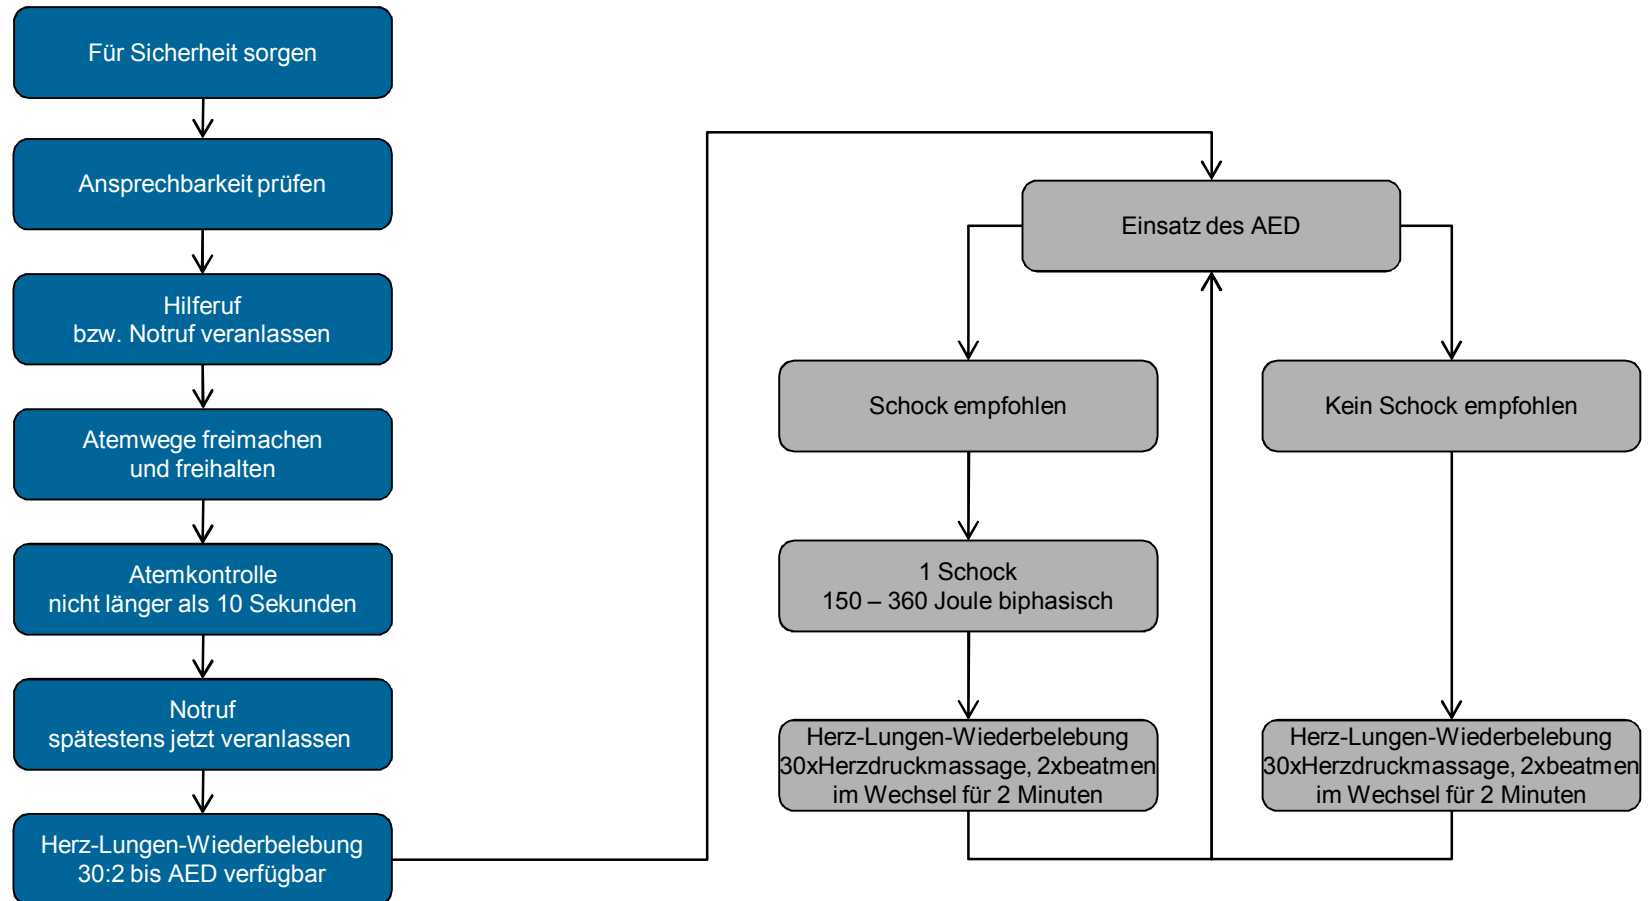 Für Sicherheit sorgen
Ansprechbarkeit prüfen
Hilferuf
bzw. Notruf veranlassen
Atemwege freimachen
und freihalten
Atemkontrolle
nicht länger als 10 Sekunden
Notruf
spätestens jetzt veranlassen
Herz-Lungen-Wiederbelebung
30:2 bis AED verfügbar
Einsatz des AED
Schock empfohlen
Kein Schock empfohlen
1 Schock
150 – 360 Joule biphasisch
Herz-Lungen-Wiederbelebung
30xHerzdruckmassage, 2xbeatmen
im Wechsel für 2 Minuten
Herz-Lungen-Wiederbelebung
30xHerzdruckmassage, 2xbeatmen
im Wechsel für 2 Minuten